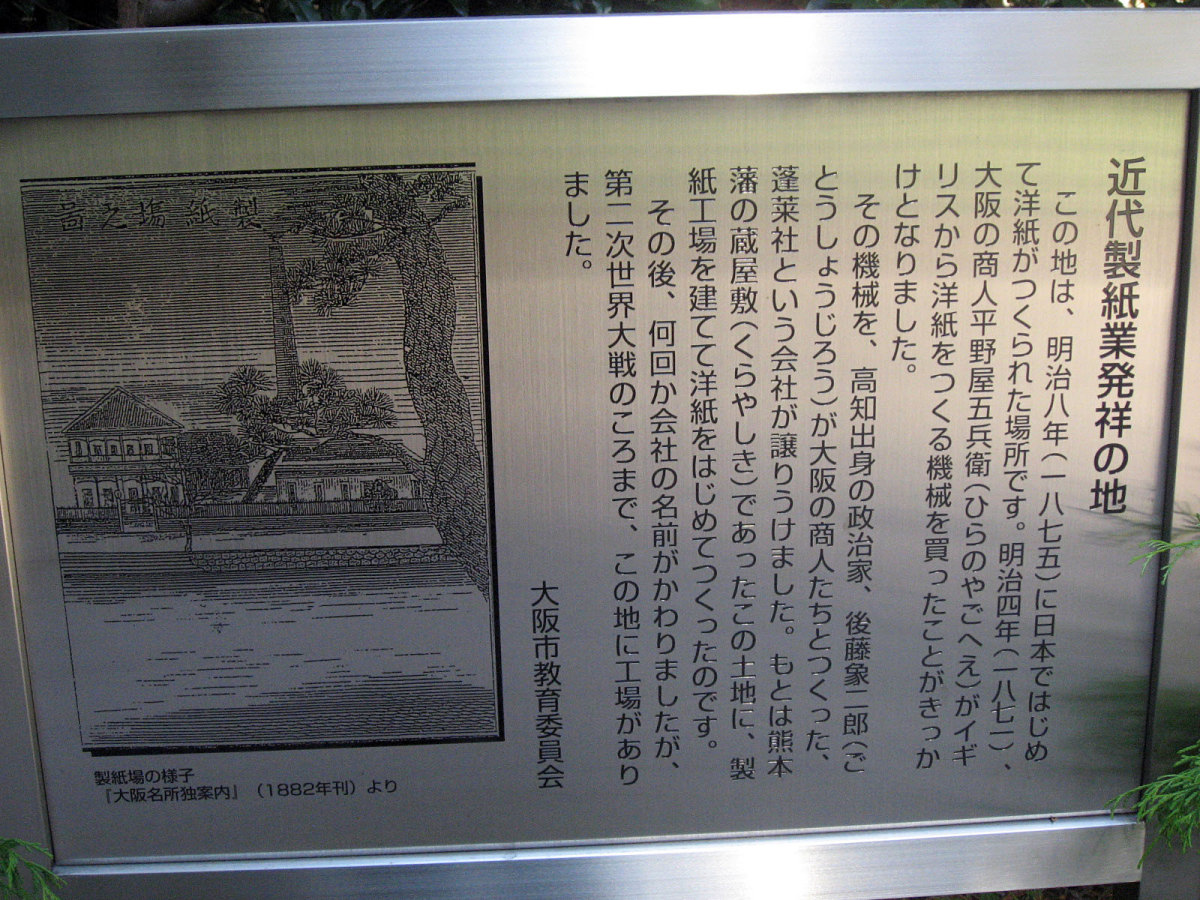 近代製紙業発祥の地
この地は、明治八年(一八七五)に日本ではじめ
て洋紙がつくられた場所です。明治四年(一八七一)、
大阪の商人平野屋五兵衛(ひらのやごへえ)がイギ
リスから洋紙をつくる機械を買ったことがきっか
けとなりました。
その機械を、高知出身の政治家、後藤象二郎(ご
とうしょうじろう)が大阪の商人たちとつくった、
蓬莱社という会社が譲りうけました。もとは熊本
藩の蔵屋敷(くらやしき)であったこの土地に、製
紙工場を建てて洋紙をはじめてつくったのです。
その後、何回か会社の名前がかわりましたが、
第二次世界大戦のころまで、この地に工場があり
ました。
大阪市教育委員会
製紙場之啚
製紙場の様子
『大阪名所独案内』(1882年刊)より